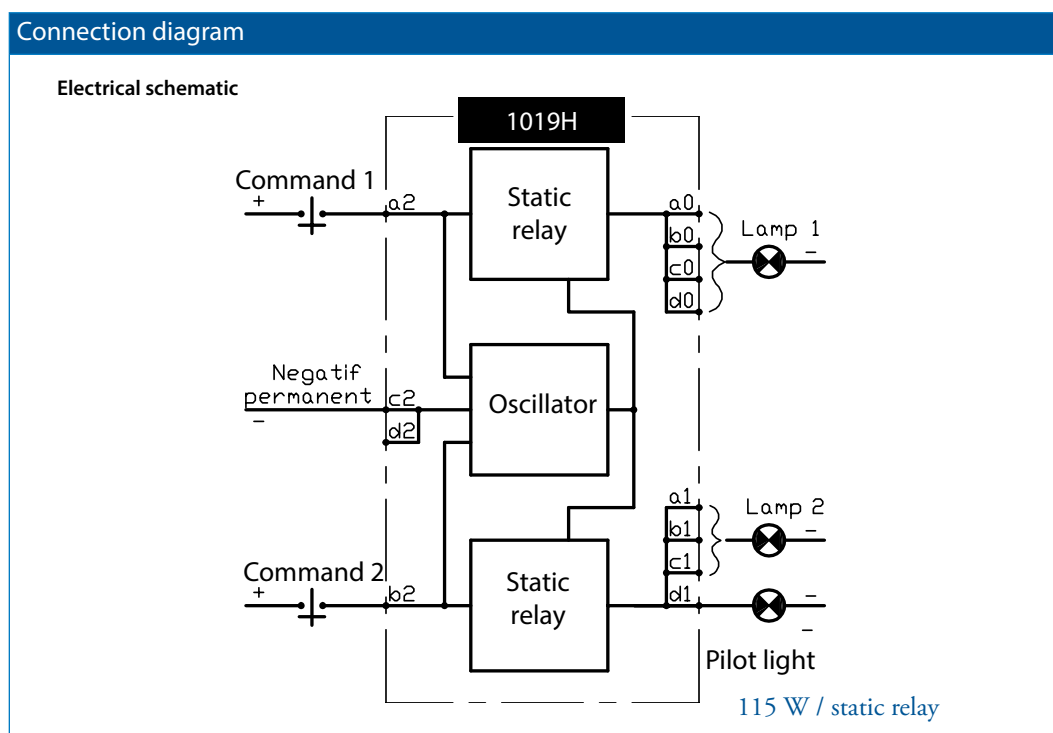 Connection diagram
Electrical schematic
1019H
Command 1
+
a2
Static
relay
a0
b0
c0
d0
Lamp 1
−
Negatif
permanent
−
c2
d2
Oscillator
a1
b1
c1
d1
Lamp 2
−
Command 2
+
b2
Static
relay
−
−
Pilot light
115 W / static relay